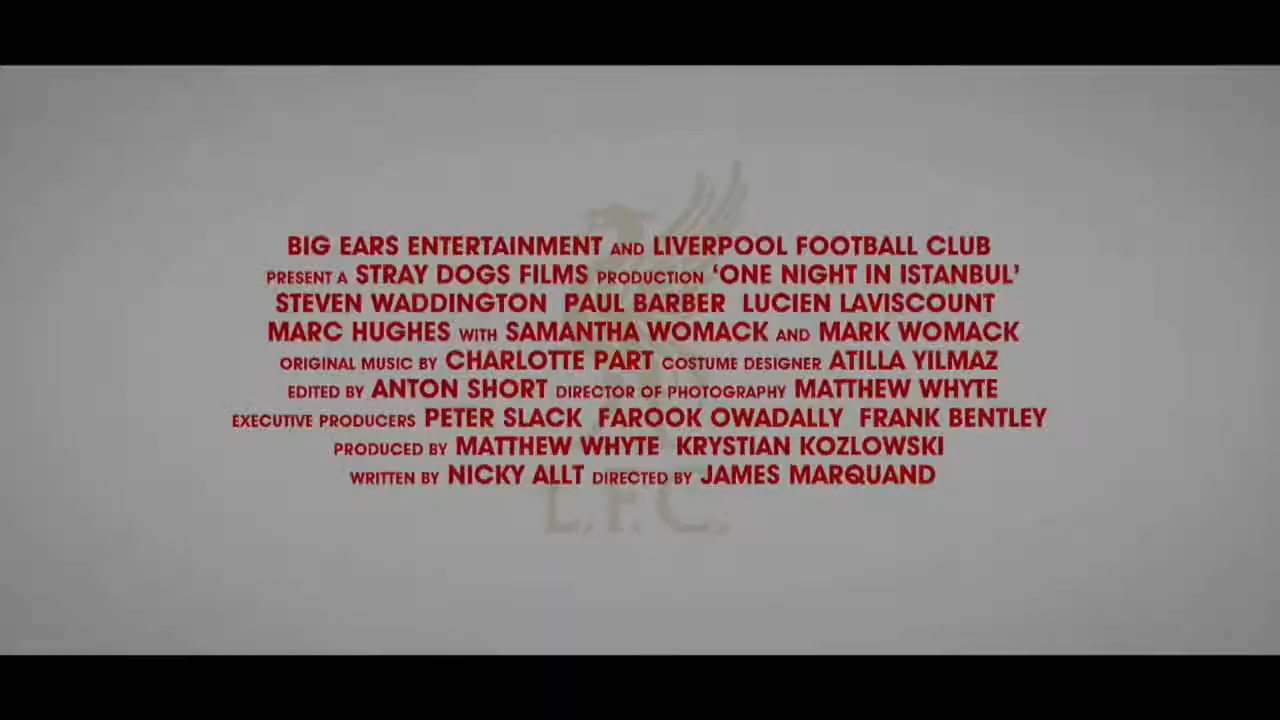 BIG EARS ENTERTAINMENT AND LIVERPOOL FOOTBALL CLUB
PRESENT A STRAY DOGS FILMS PRODUCTION ‘ONE NIGHT IN ISTANBUL’
STEVEN WADDINGTON PAUL BARBER LUCIEN LAVISCOUNT
MARC HUGHES WITH SAMANTHA WOMACK AND MARK WOMACK
ORIGINAL MUSIC BY CHARLOTTE PART COSTUME DESIGNER ATILLA YILMAZ
EDITED BY ANTON SHORT DIRECTOR OF PHOTOGRAPHY MATTHEW WHYTE
EXECUTIVE PRODUCERS PETER SLACK FAROOK OWADALLY FRANK BENTLEY
PRODUCED BY MATTHEW WHYTE KRYSTIAN KOZLOWSKI
WRITTEN BY NICKY ALLT DIRECTED BY JAMES MARQUAND
L.F.C.